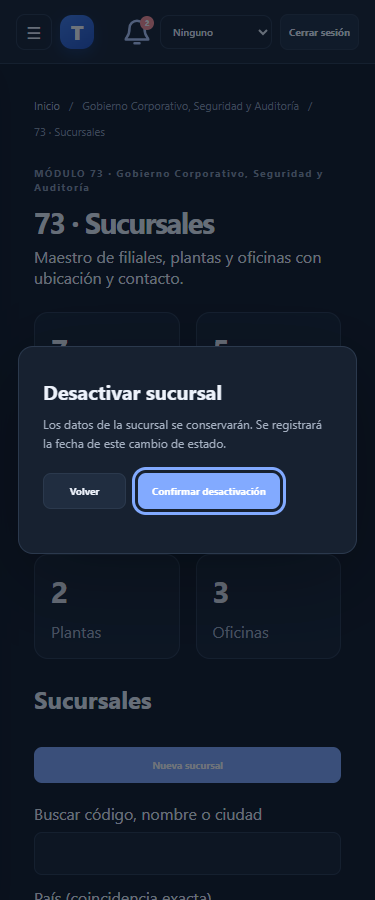 ☰ T 2 Ninguno Cerrar sesión
Inicio / Gobierno Corporativo, Seguridad y Auditoría /
73 · Sucursales
MÓDULO 73 · Gobierno Corporativo, Seguridad y
Auditoría
73 · Sucursales
Maestro de filiales, plantas y oficinas con
ubicación y contacto.
Desactivar sucursal
Los datos de la sucursal se conservarán. Se registrará
la fecha de este cambio de estado.
Volver Confirmar desactivación
2 3
Plantas Oficinas
Sucursales
Nueva sucursal
Buscar código, nombre o ciudad
País (coincidencia exacta)